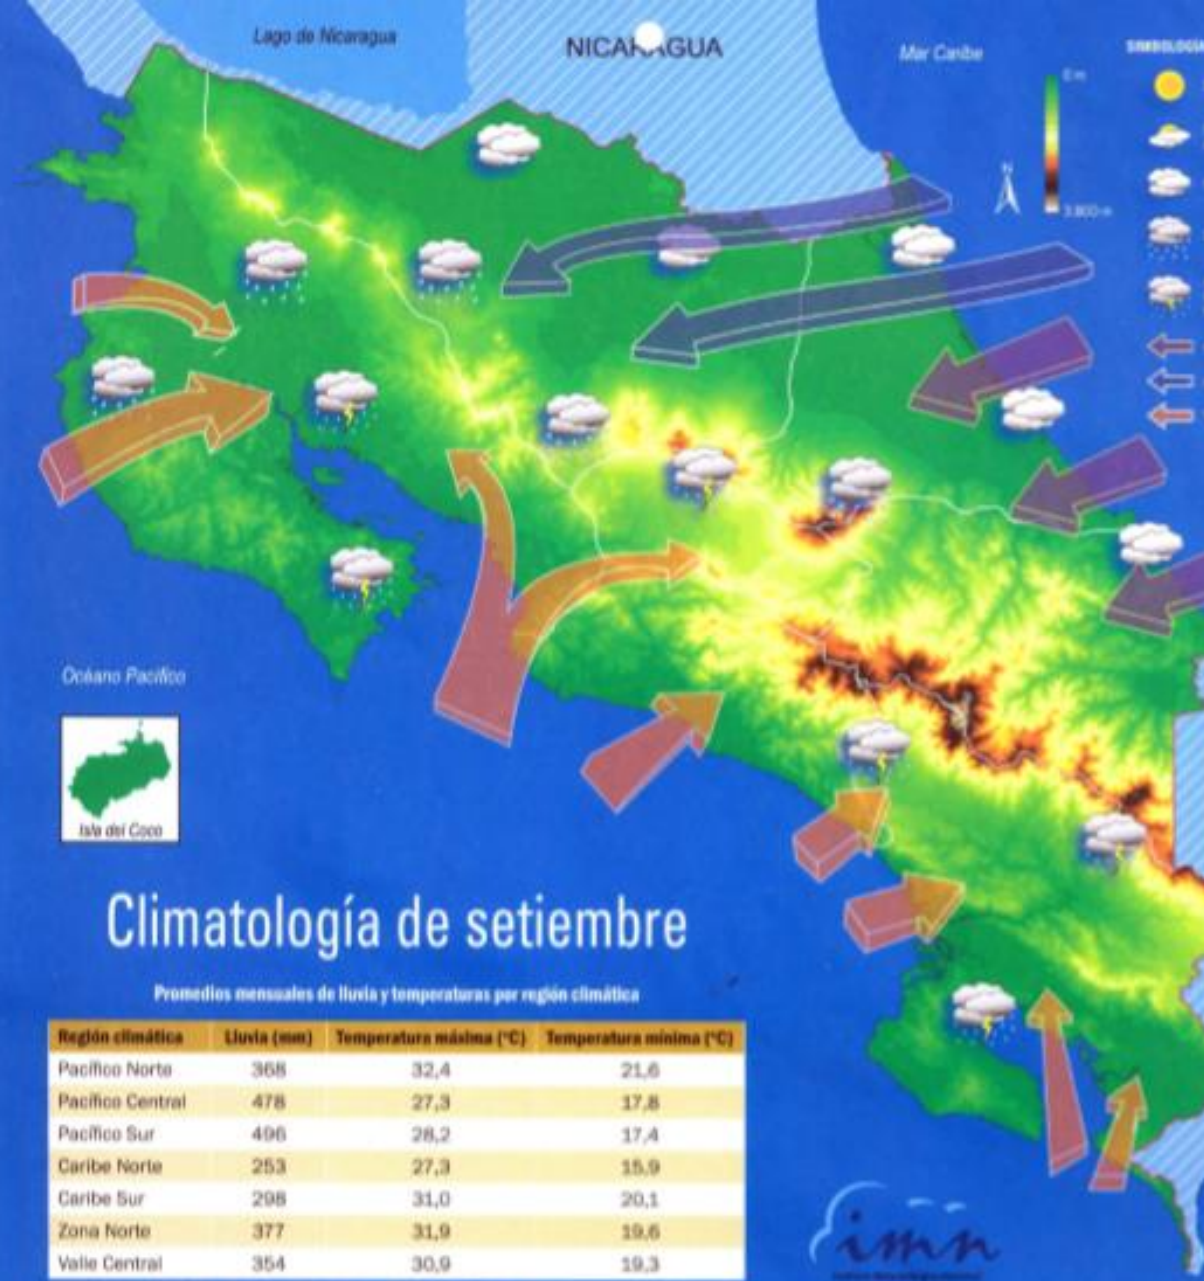 Lago de Nicaragua
NICARAGUA
Mar Caribe
SIMBOLOGÍA
0 m
N
3.800 m
Océano Pacífico
Isla del Coco
Climatología de setiembre
Promedios mensuales de lluvia y temperaturas por región climática
Región climática Lluvia (mm) Temperatura máxima (°C) Temperatura mínima (°C)
Pacífico Norte 368 32,4 21,6
Pacífico Central 478 27,3 17,8
Pacífico Sur 496 28,2 17,4
Caribe Norte 253 27,3 15,9
Caribe Sur 298 31,0 20,1
Zona Norte 377 31,9 19,6
Valle Central 354 30,9 19,3
imn